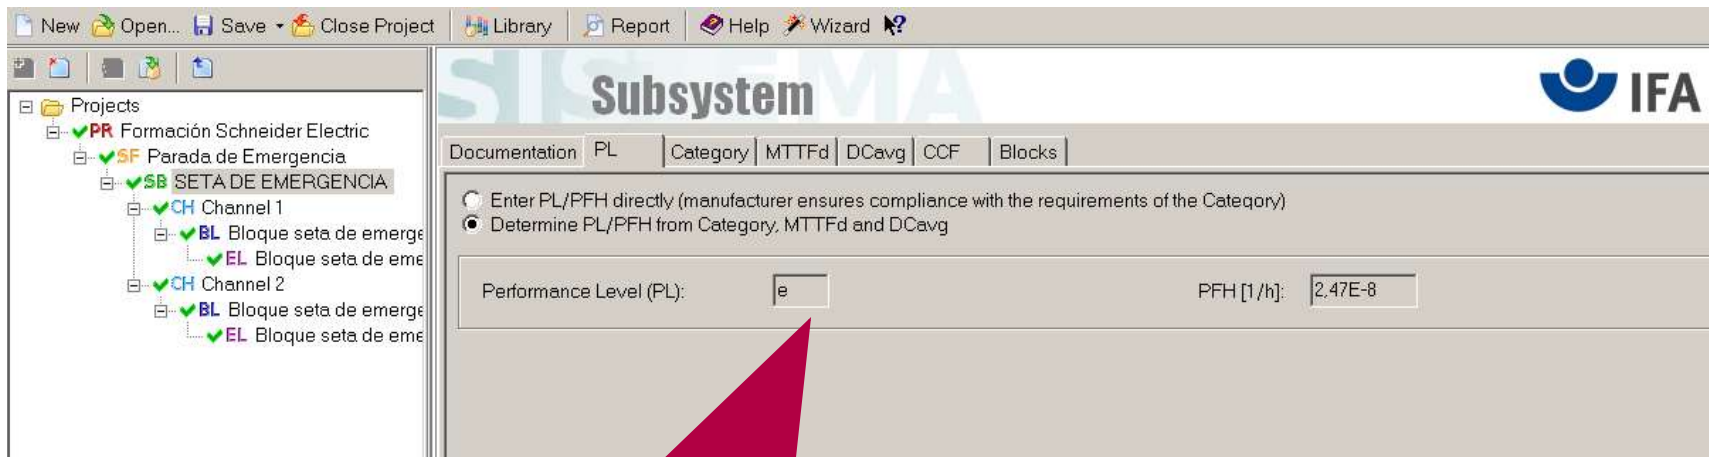 New Open... Save Close Project Library Report Help Wizard
Projects
PR Formación Schneider Electric
SF Parada de Emergencia
SB SETA DE EMERGENCIA
CH Channel 1
BL Bloque seta de emerge
EL Bloque seta de eme
CH Channel 2
BL Bloque seta de emerge
EL Bloque seta de eme
SISTEMA
Subsystem
IFA
Documentation PL Category MTTFd DCavg CCF Blocks
Enter PL/PFH directly (manufacturer ensures compliance with the requirements of the Category)
Determine PL/PFH from Category, MTTFd and DCavg
Performance Level (PL): e PFH [1/h]: 2,47E-8